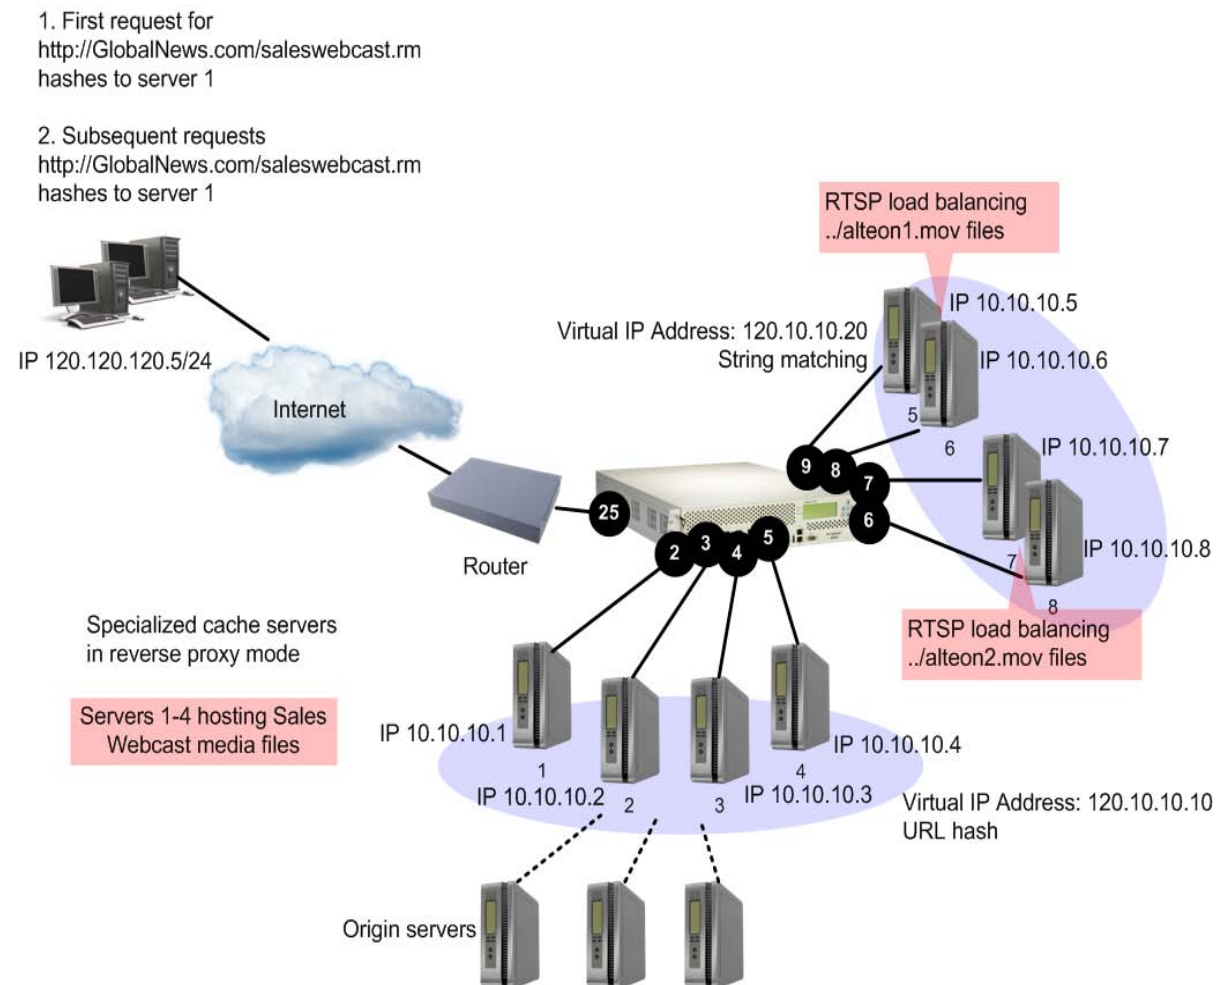 1. First request for
http://GlobalNews.com/saleswebcast.rm
hashes to server 1
2. Subsequent requests
http://GlobalNews.com/saleswebcast.rm
hashes to server 1
RTSP load balancing
../alteon1.mov files
IP 10.10.10.5
Virtual IP Address: 120.10.10.20
String matching
IP 10.10.10.6
IP 120.120.120.5/24
Internet
5
6
IP 10.10.10.7
9
8
7
6
25
Router
2
3
4
5
IP 10.10.10.8
7
8
RTSP load balancing
../alteon2.mov files
Specialized cache servers
in reverse proxy mode
Servers 1-4 hosting Sales
Webcast media files
IP 10.10.10.1
1
IP 10.10.10.2
2
3
IP 10.10.10.3
4
IP 10.10.10.4
Virtual IP Address: 120.10.10.10
URL hash
Origin servers